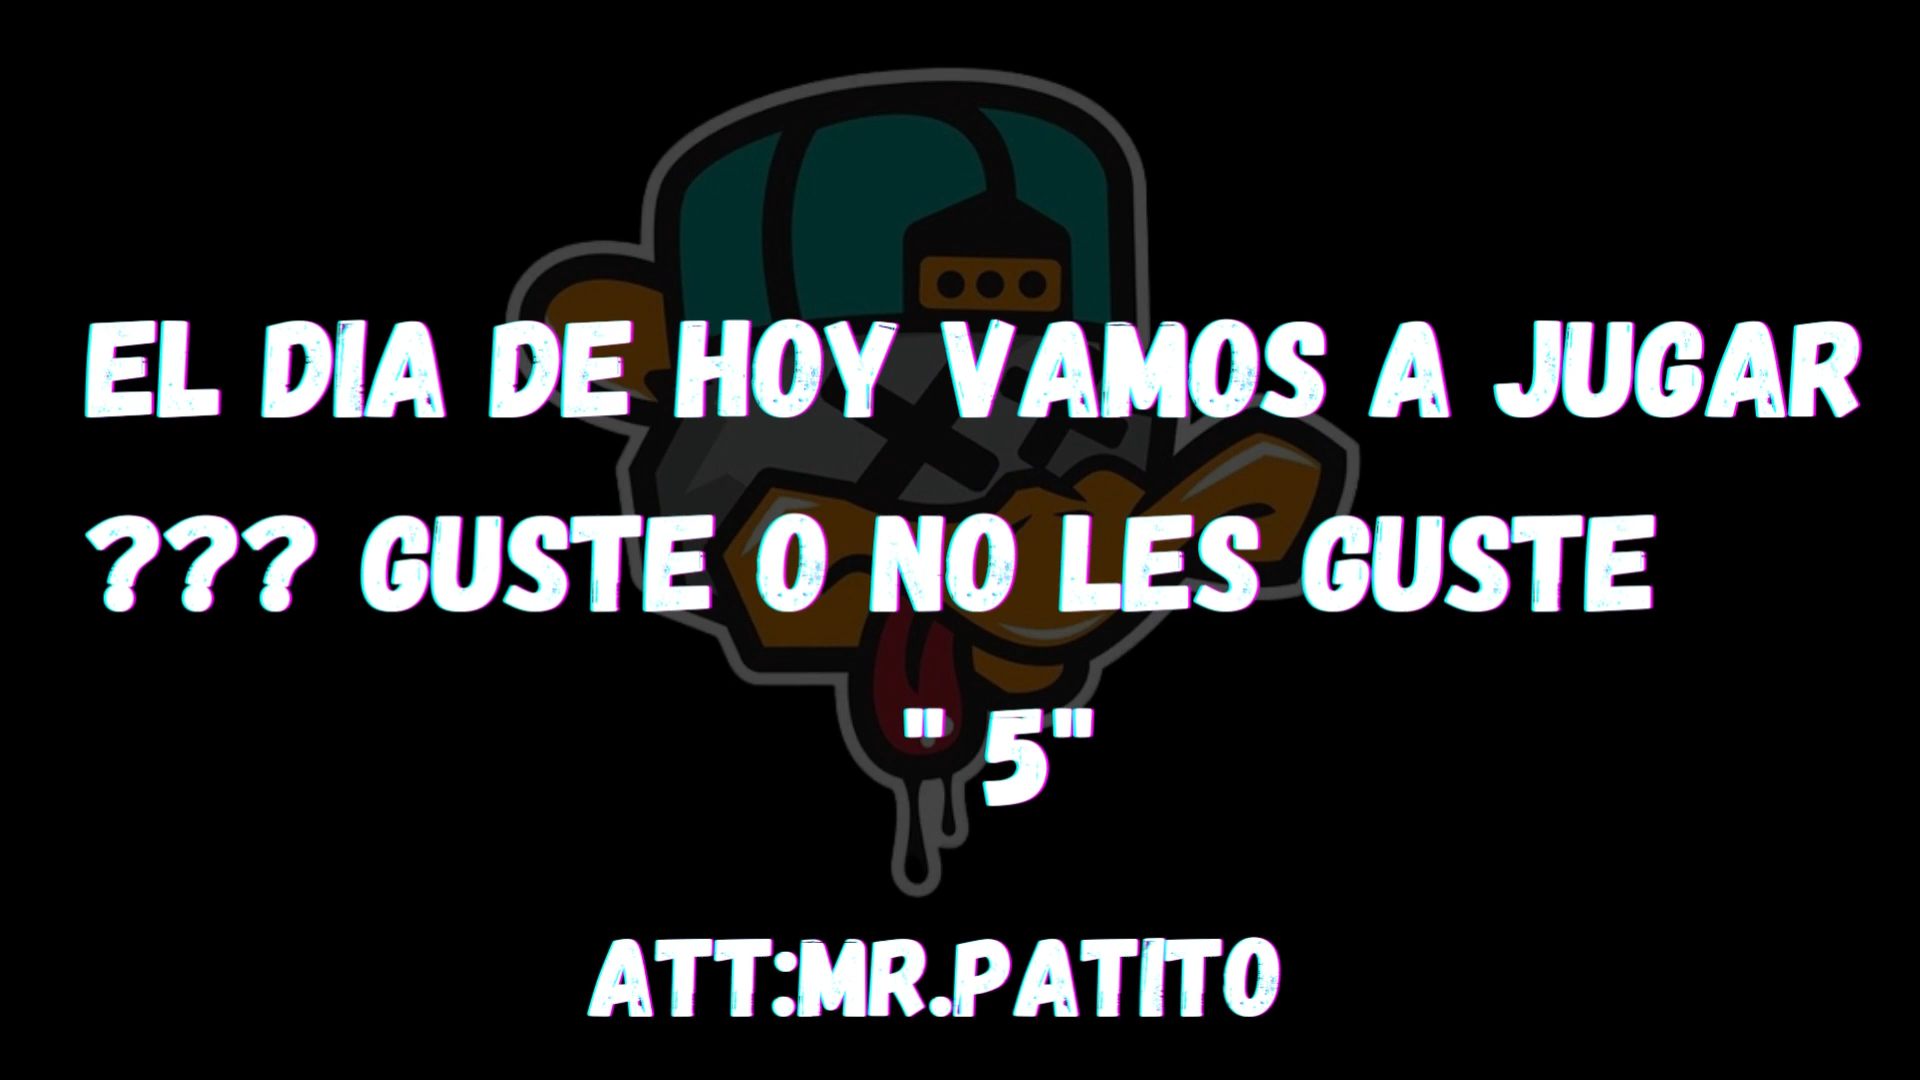 EL DIA DE HOY VAMOS A JUGAR
??? GUSTE O NO LES GUSTE
" 5"
ATT:MR.PATITO